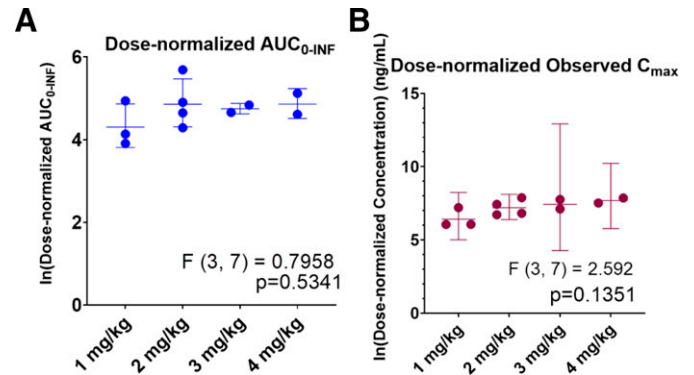 A
Dose-normalized AUC0-INF
ln(Dose-normalized AUC0-INF)
6
4
2
0
F (3, 7) = 0.7958
p=0.5341
1 mg/kg
2 mg/kg
3 mg/kg
4 mg/kg
B
Dose-normalized Observed Cmax
ln(Dose-normalized Concentration) (ng/mL)
15
10
5
0
F (3, 7) = 2.592
p=0.1351
1 mg/kg
2 mg/kg
3 mg/kg
4 mg/kg